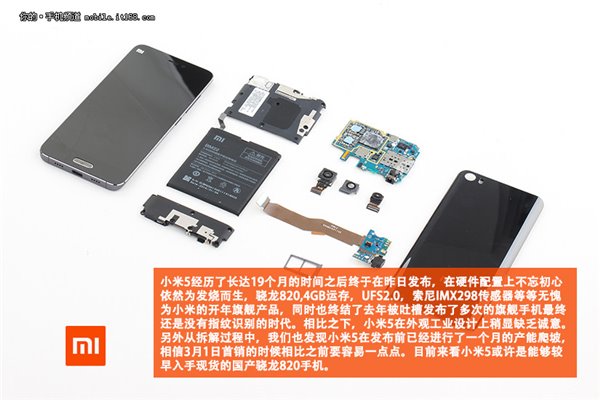 你的·手机频道 mobile.it168.com
小米5经历了长达19个月的时间之后终于在昨日发布，在硬件配置上不忘初心
依然为发烧而生，骁龙820,4GB运存，UFS2.0，索尼IMX298传感器等等无愧
为小米的开年旗舰产品，同时也终结了去年被吐槽发布了多次的旗舰手机最终
还是没有指纹识别的时代。相比之下，小米5在外观工业设计上稍显缺乏诚意。
另外从拆解过程中，我们也发现小米5在发布前已经进行了一个月的产能爬坡，
相信3月1日首销的时候相比之前要容易一点点。目前来看小米5或许是能够较
早入手现货的国产骁龙820手机。